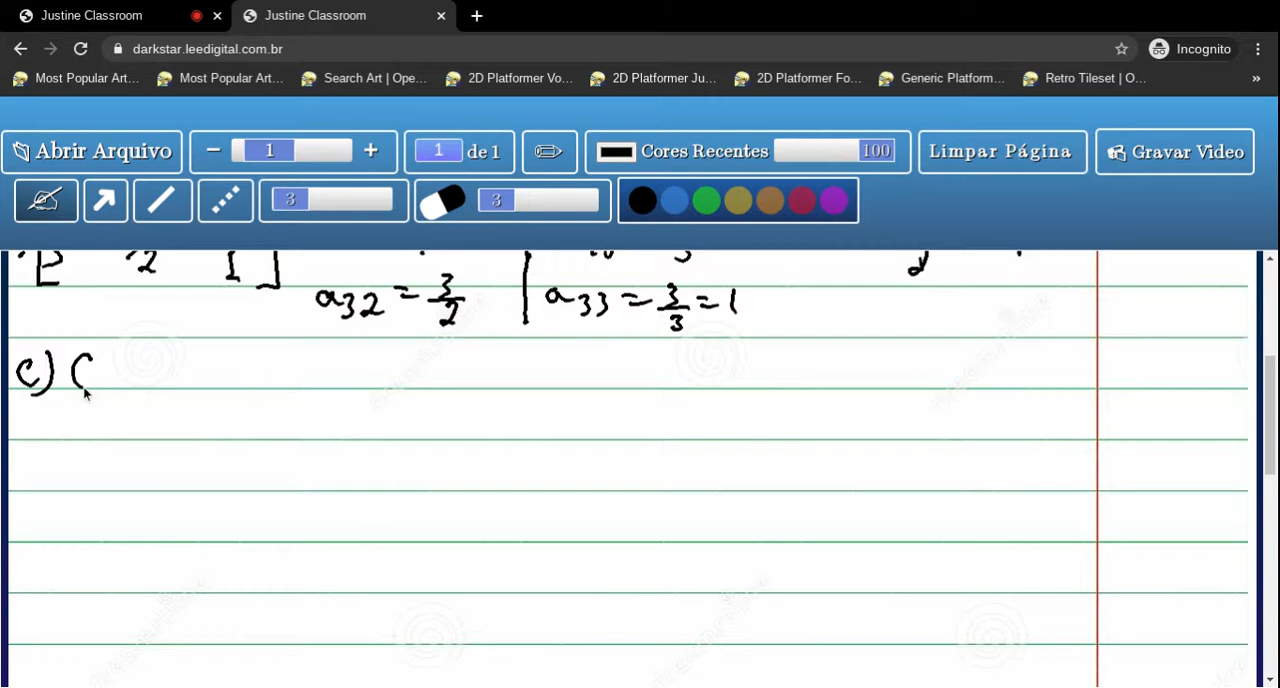 Justine Classroom
Justine Classroom
darkstar.leedigital.com.br
Incognito
Most Popular Art...
Most Popular Art...
Search Art | Ope...
2D Platformer Vo...
2D Platformer Ju...
2D Platformer Fo...
Generic Platform...
Retro Tileset | O...
»
Abrir Arquivo
− 1 +
1 de 1
Cores Recentes
100
Limpar Página
Gravar Video
3
3
a32 = 3/2
a33 = 3/3 = 1
c) (